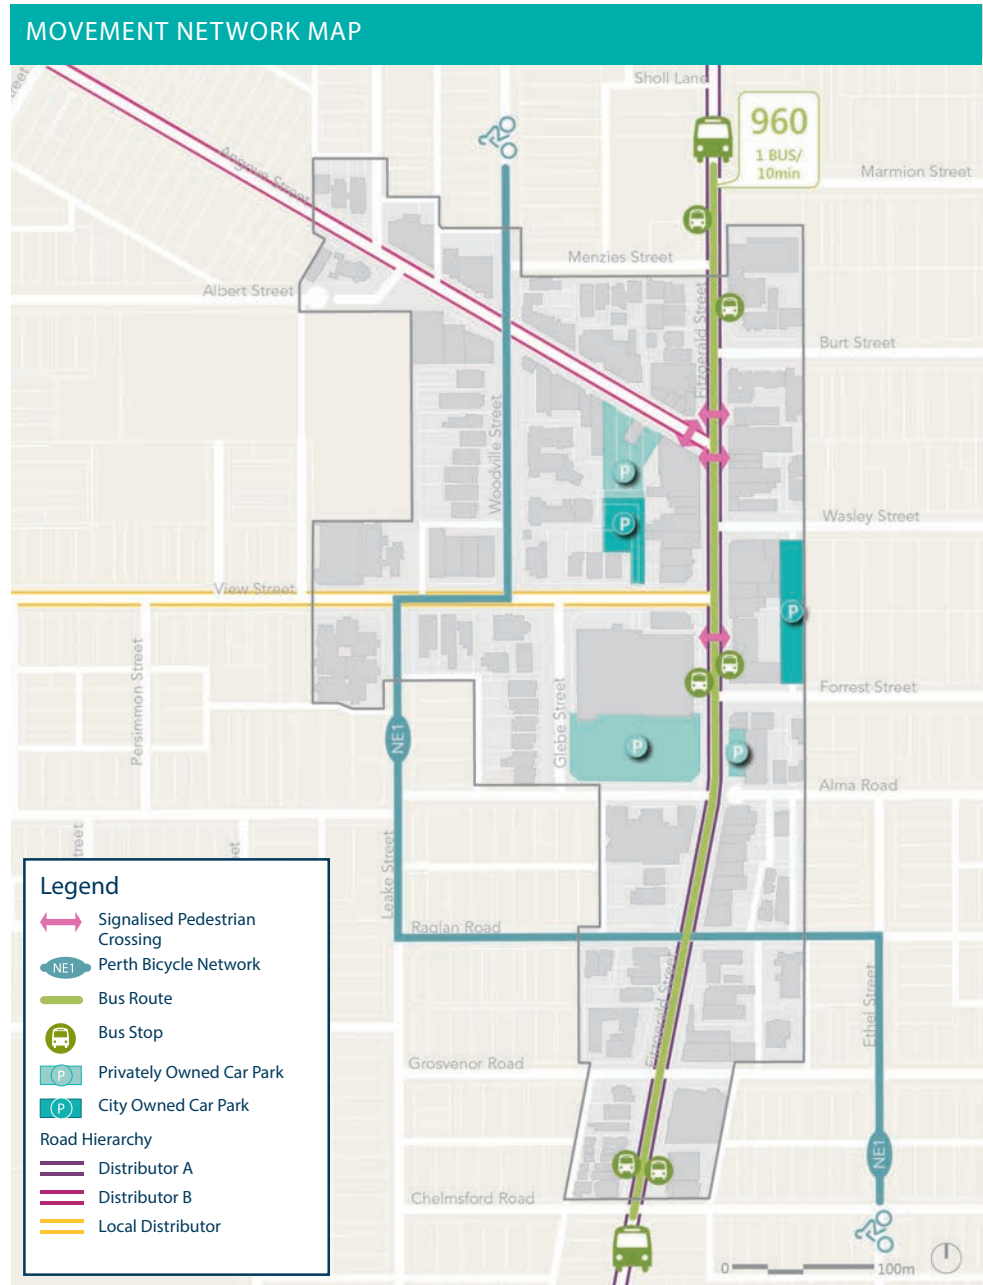 MOVEMENT NETWORK MAP
Sholl Lane
960
1 BUS/
10min
Marmion Street
Angove Street
Menzies Street
Albert Street
Fitzgerald Street
Burt Street
Woodville Street
P
P
Wasley Street
View Street
P
Persimmon Street
Glebe Street
Forrest Street
NE1
P
P
Alma Road
Leake Street
Raglan Road
Fitzgerald Street
Ethel Street
Grosvenor Road
NE1
Chelmsford Road
0
100m
Legend
Signalised Pedestrian
Crossing
NE1 Perth Bicycle Network
Bus Route
Bus Stop
P Privately Owned Car Park
P City Owned Car Park
Road Hierarchy
Distributor A
Distributor B
Local Distributor